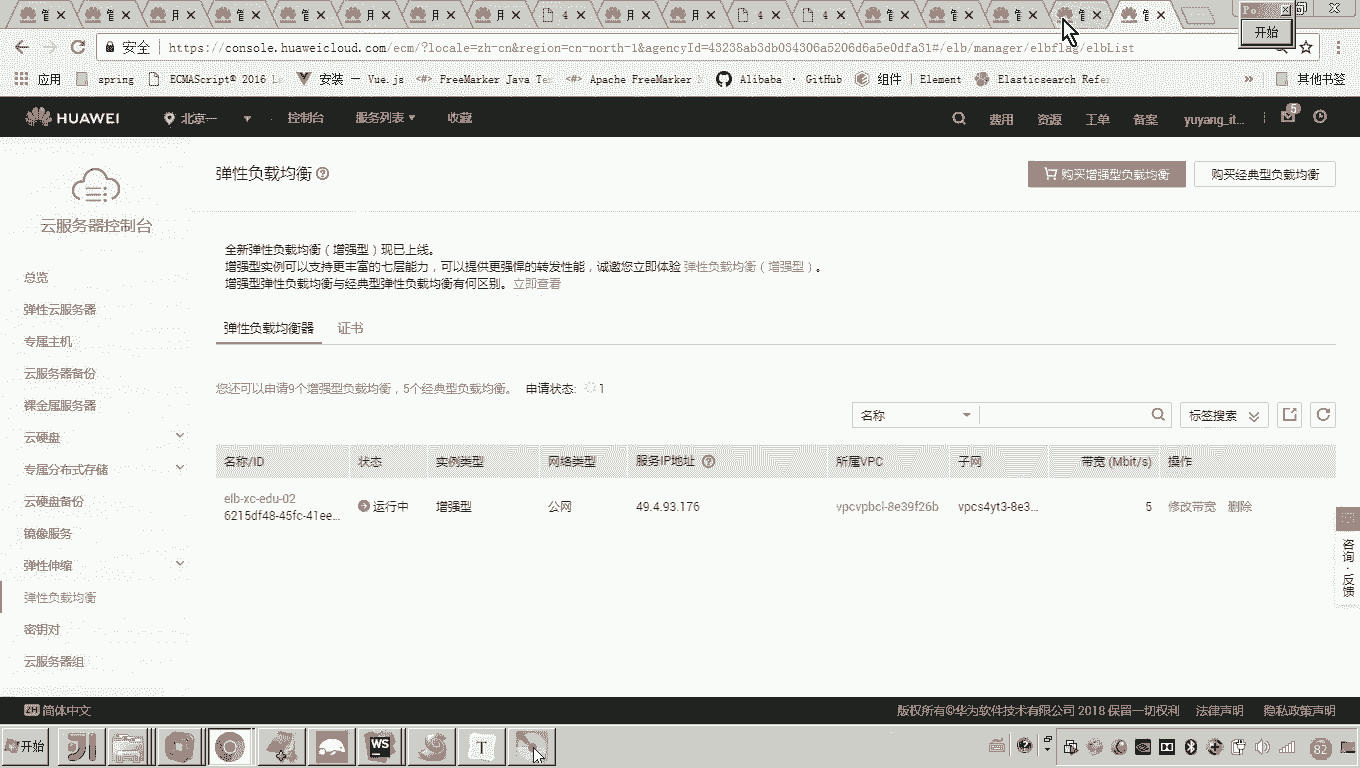 Po
开始
安全 https://console.huaweicloud.com/ecm/?locale=zh-cn&region=cn-north-1&agencyId=43238ab3db034306a5206d6a5e0dfa31#/elb/manager/elbflag/elbList
应用 spring ECMAScript® 2016 安装 — Vue.js FreeMarker Java Apache FreeMarker Alibaba · GitHub 组件 | Element Elasticsearch » 其他书签
HUAWEI 北京一 控制台 服务列表 收藏 费用 资源 工单 备案 yuyang_it... 5
云服务器控制台
总览
弹性云服务器
专属主机
云服务器备份
裸金属服务器
云硬盘
专属分布式存储
云硬盘备份
镜像服务
弹性伸缩
弹性负载均衡
密钥对
云服务器组
弹性负载均衡
购买增强型负载均衡 购买经典型负载均衡
全新弹性负载均衡（增强型）现已上线。
增强型实例可以支持更丰富的七层能力，可以提供更强悍的转发性能，诚邀您立即体验 弹性负载均衡（增强型）。
增强型弹性负载均衡与经典型弹性负载均衡有何区别。立即查看
弹性负载均衡器 证书
您还可以申请9个增强型负载均衡，5个经典型负载均衡。 申请状态: 1
名称 标签搜索
名称/ID 状态 实例类型 网络类型 服务IP地址 所属VPC 子网 带宽 (Mbit/s) 操作
elb-xc-edu-02
6215df48-45fc-41ee... 运行中 增强型 公网 49.4.93.176 vpcvpbcl-8e39f26b vpcs4yt3-8e3... 5 修改带宽 删除
咨询·反馈
ZH 简体中文 版权所有©华为软件技术有限公司 2018 保留一切权利 法律声明 隐私政策声明
开始 WS T 82